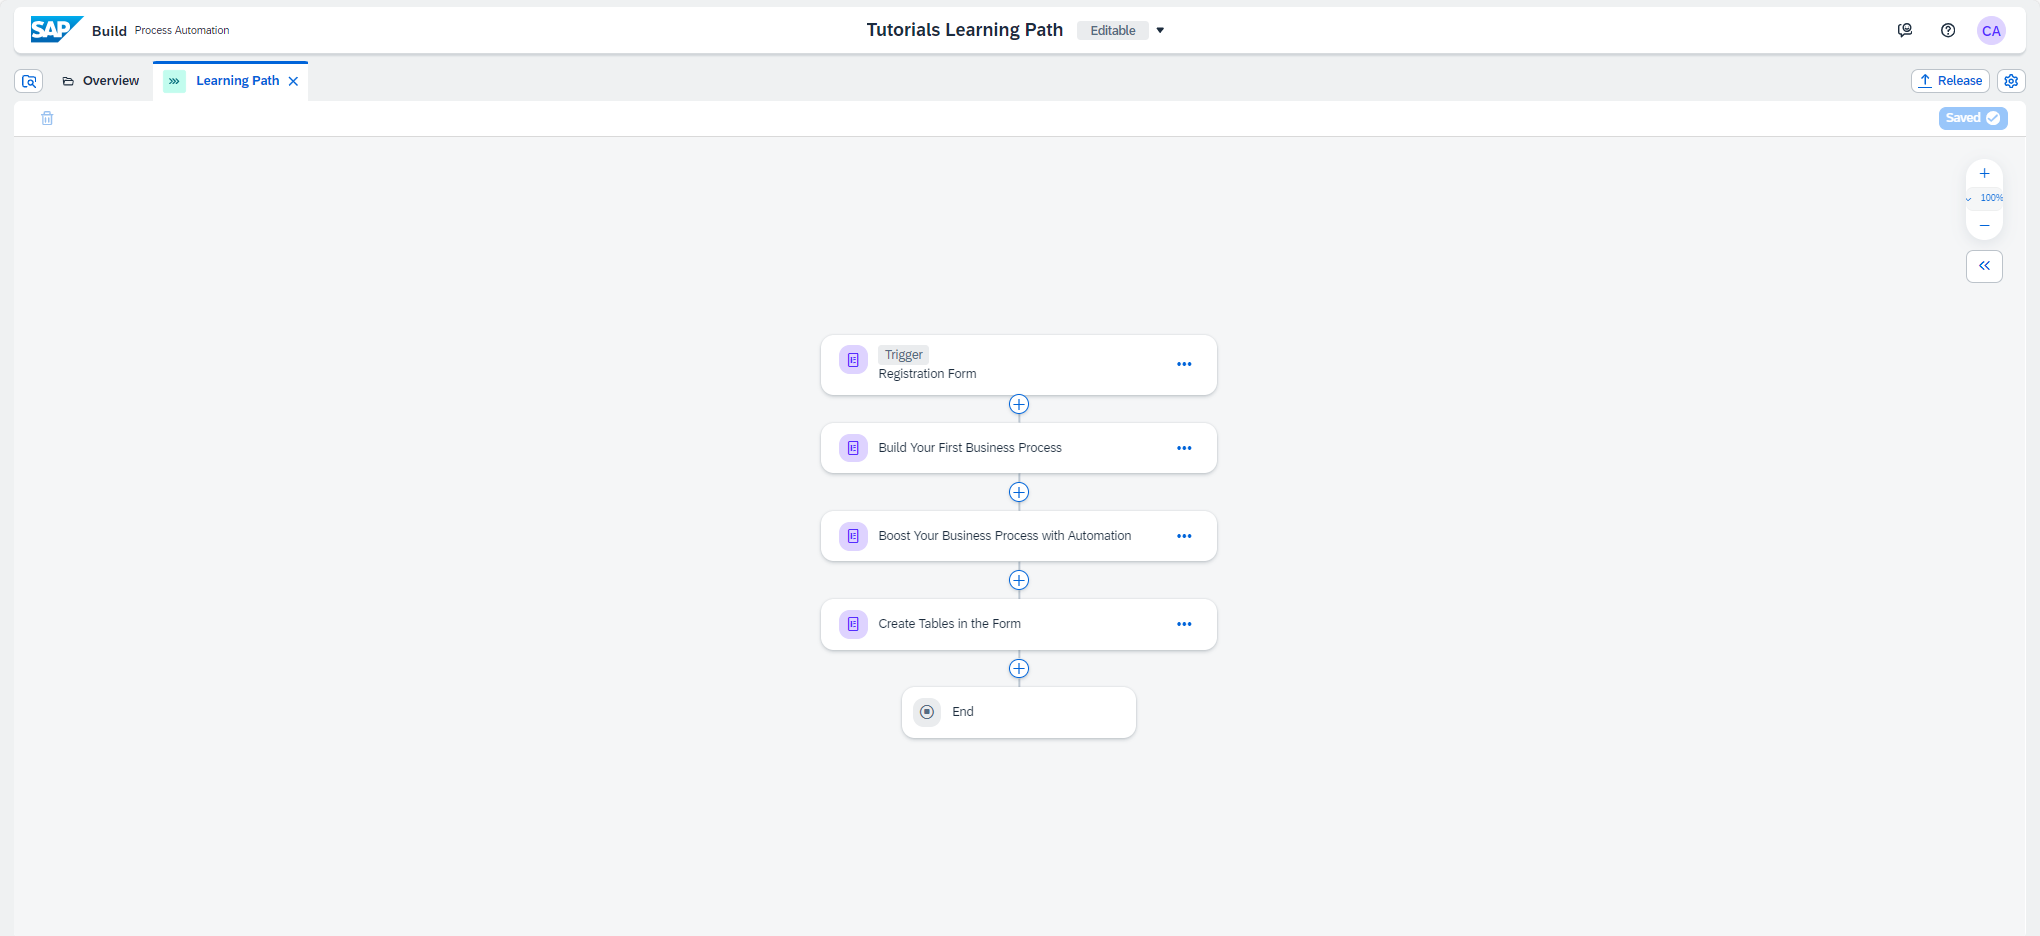 SAP Build Process Automation
Tutorials Learning Path Editable
CA
Overview
Learning Path
Release
Saved
100%
Trigger
Registration Form
Build Your First Business Process
Boost Your Business Process with Automation
Create Tables in the Form
End